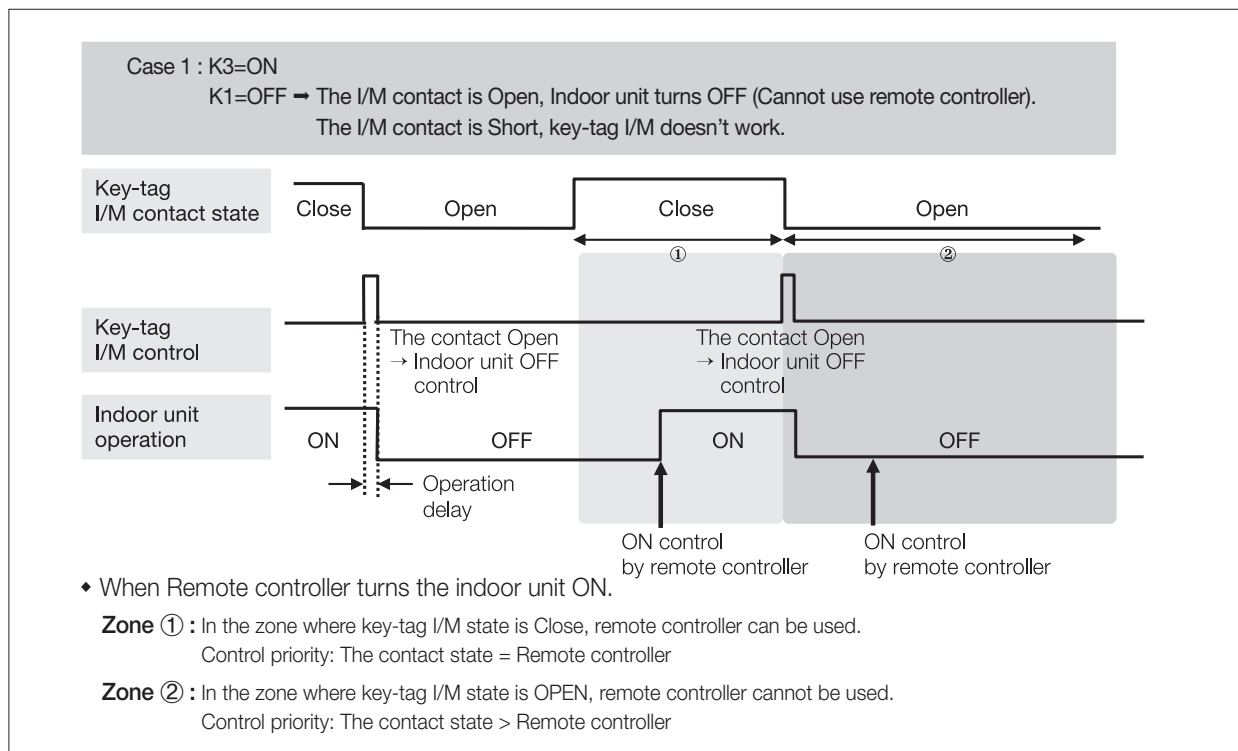 Case 1 : K3=ON
K1=OFF ➡ The I/M contact is Open, Indoor unit turns OFF (Cannot use remote controller).
The I/M contact is Short, key-tag I/M doesn't work.
Key-tag
I/M contact state
Close
Open
Close
Open
①
②
Key-tag
I/M control
The contact Open
→ Indoor unit OFF
control
The contact Open
→ Indoor unit OFF
control
Indoor unit
operation
ON
OFF
ON
OFF
Operation
delay
ON control
by remote controller
ON control
by remote controller
◆ When Remote controller turns the indoor unit ON.
Zone ① : In the zone where key-tag I/M state is Close, remote controller can be used.
Control priority: The contact state = Remote controller
Zone ② : In the zone where key-tag I/M state is OPEN, remote controller cannot be used.
Control priority: The contact state > Remote controller